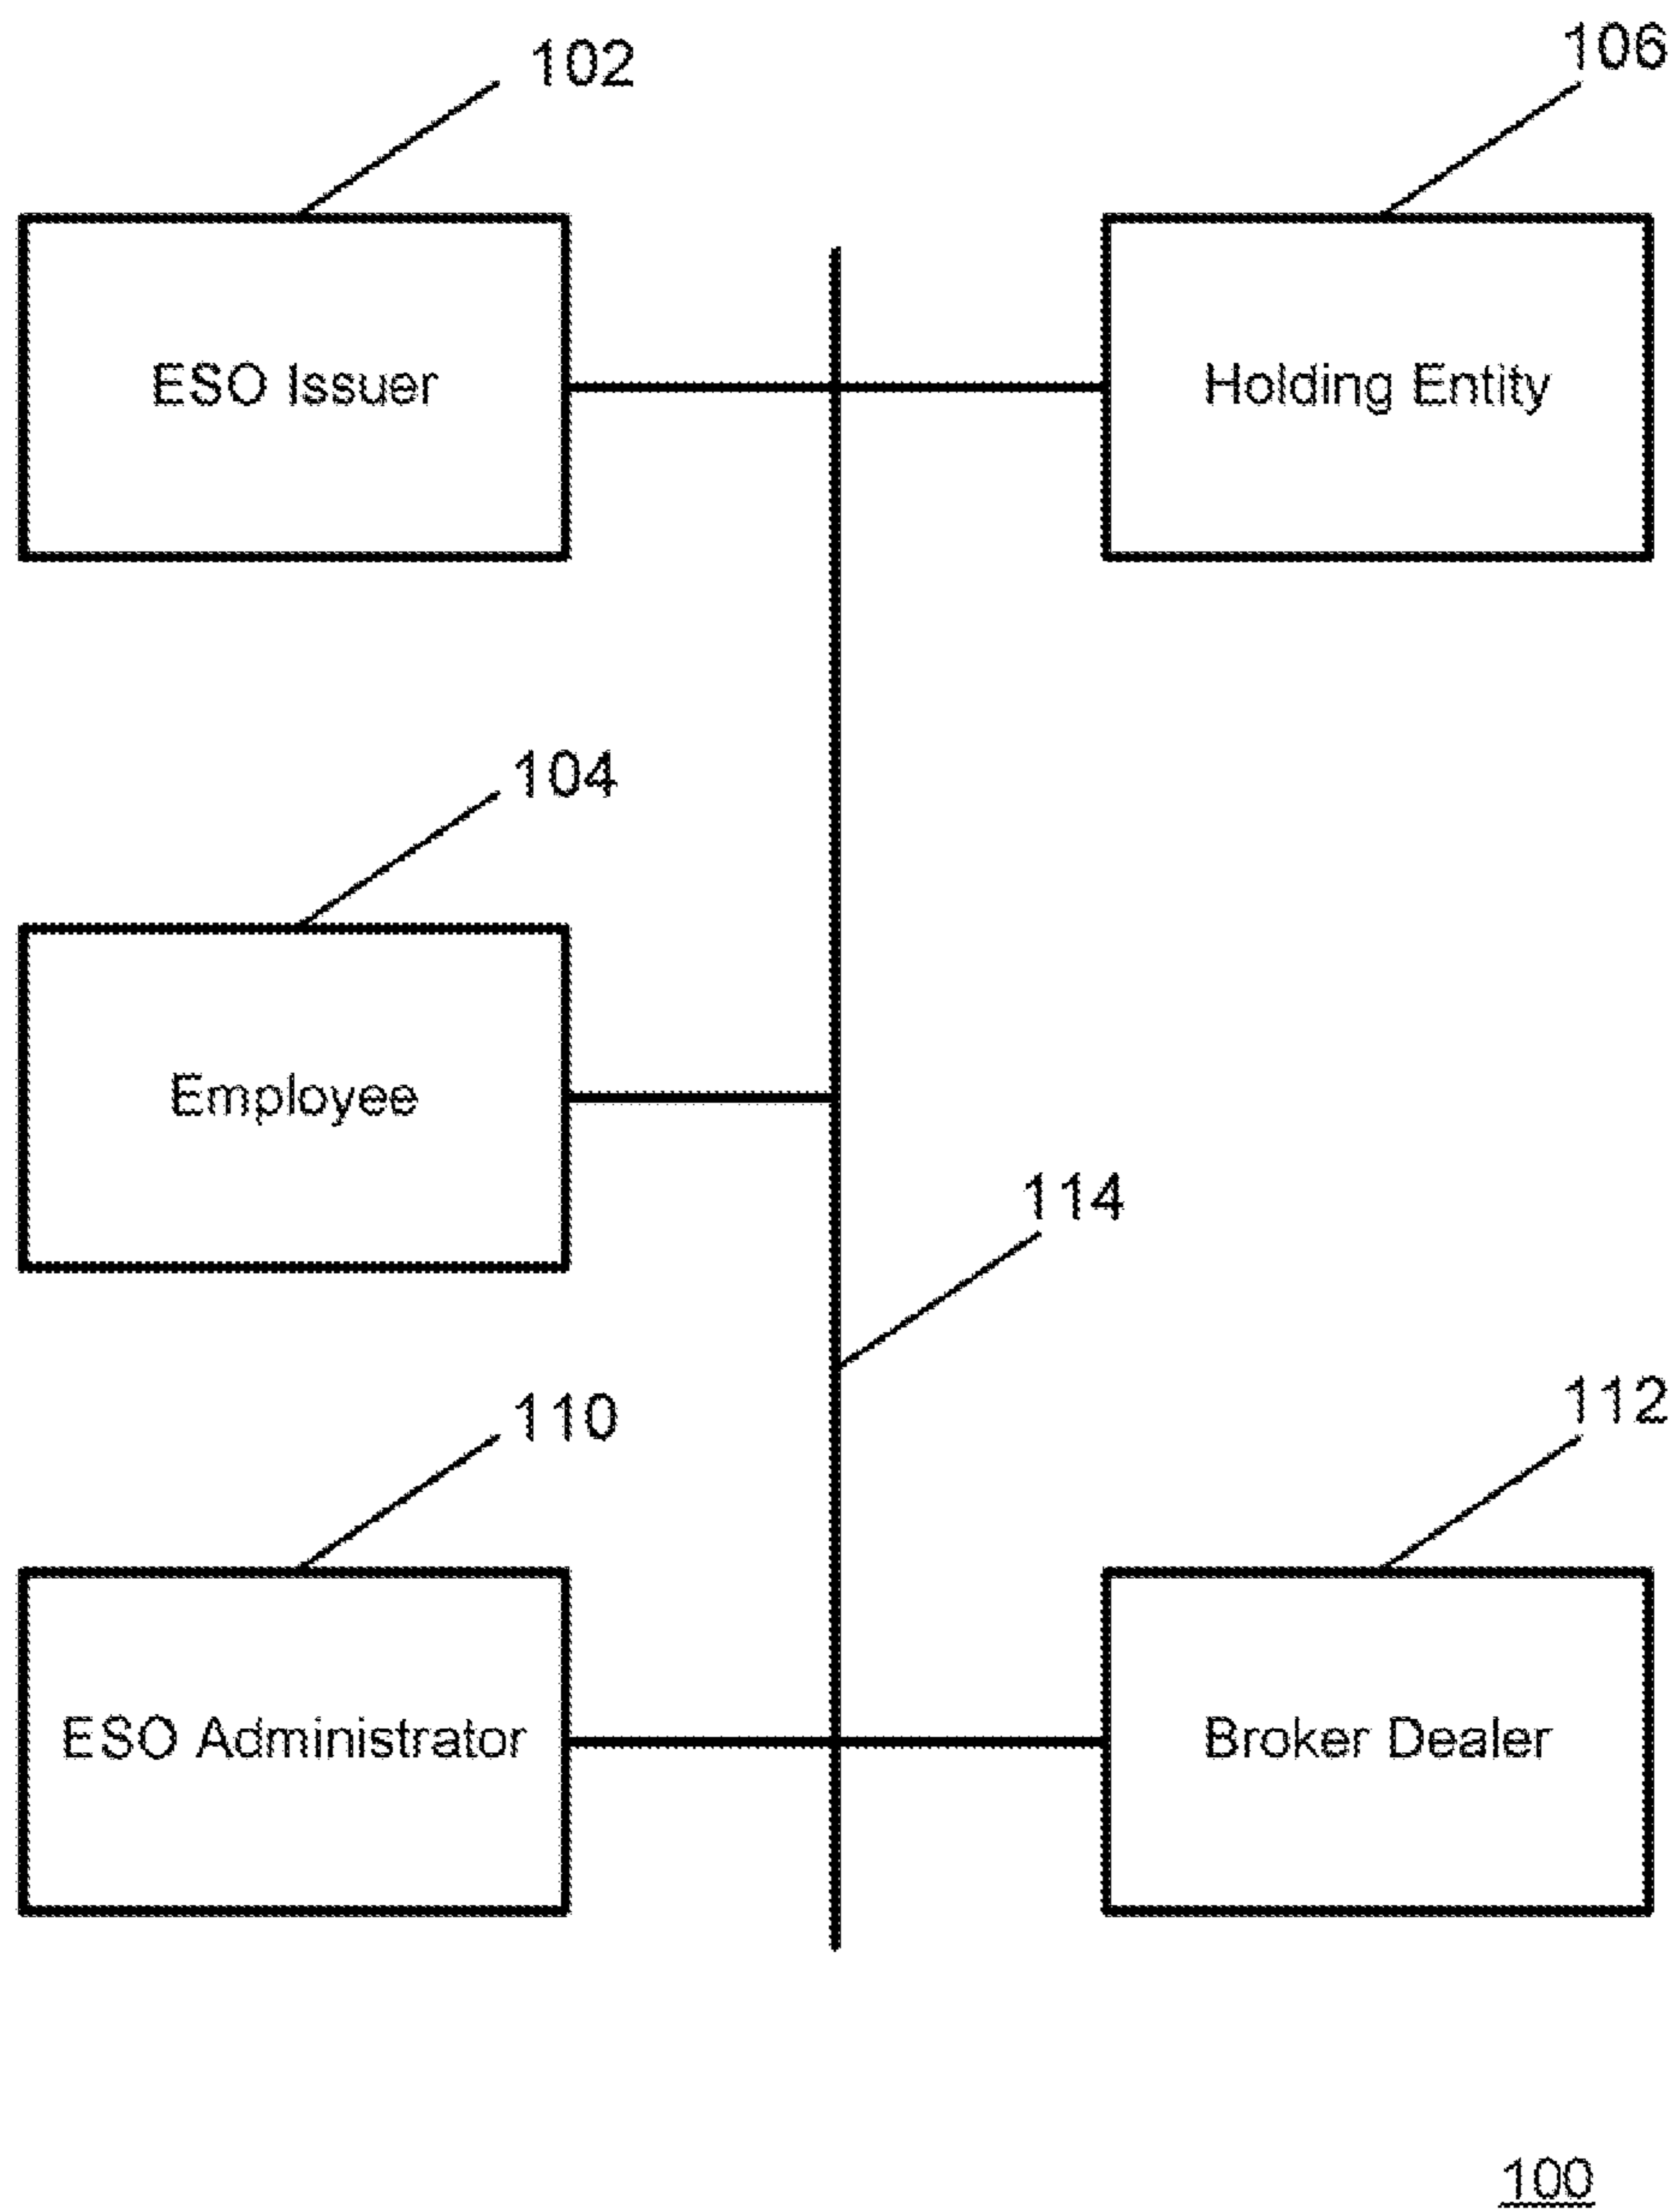 102
106
ESO Issuer
Holding Entity
104
Employee
114
110
112
ESO Administrator
Broker Dealer
100